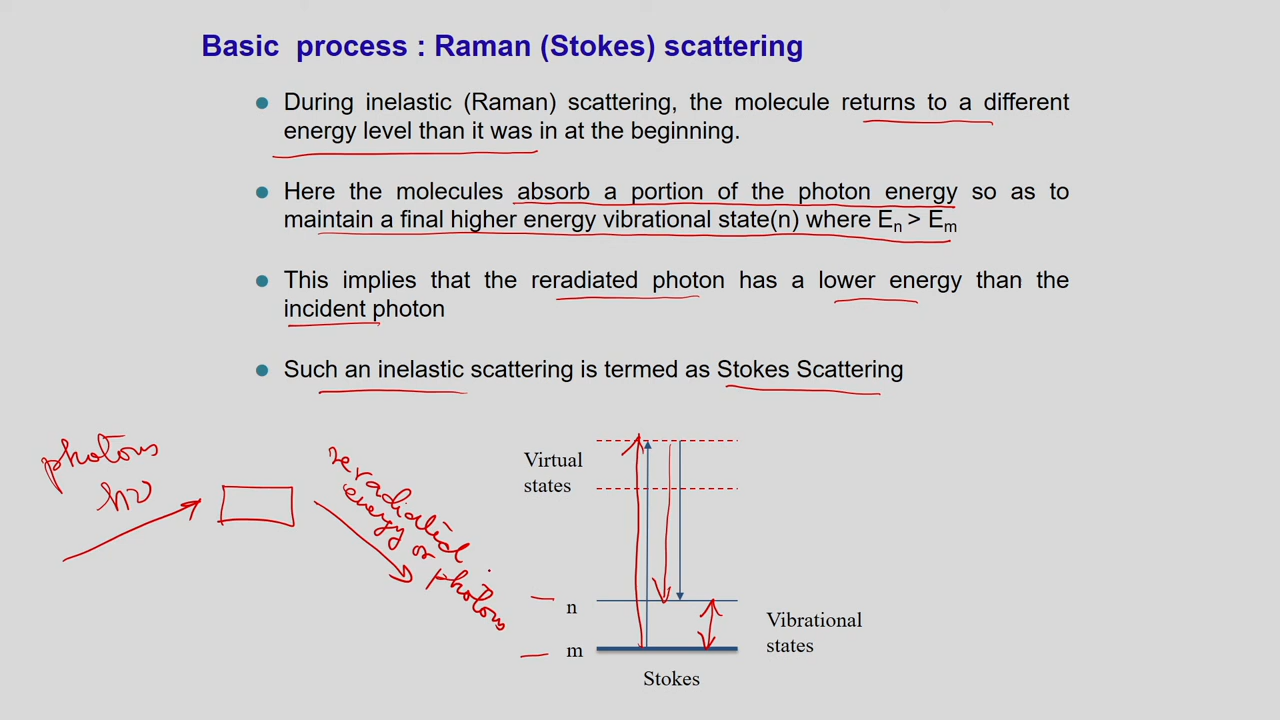 Basic process : Raman (Stokes) scattering
During inelastic (Raman) scattering, the molecule returns to a different
energy level than it was in at the beginning.
Here the molecules absorb a portion of the photon energy so as to
maintain a final higher energy vibrational state(n) where Eₙ > Eₘ
This implies that the reradiated photon has a lower energy than the
incident photon
Such an inelastic scattering is termed as Stokes Scattering
photons
hν
reradiated
energy or
photons
Virtual
states
n
m
Vibrational
states
Stokes